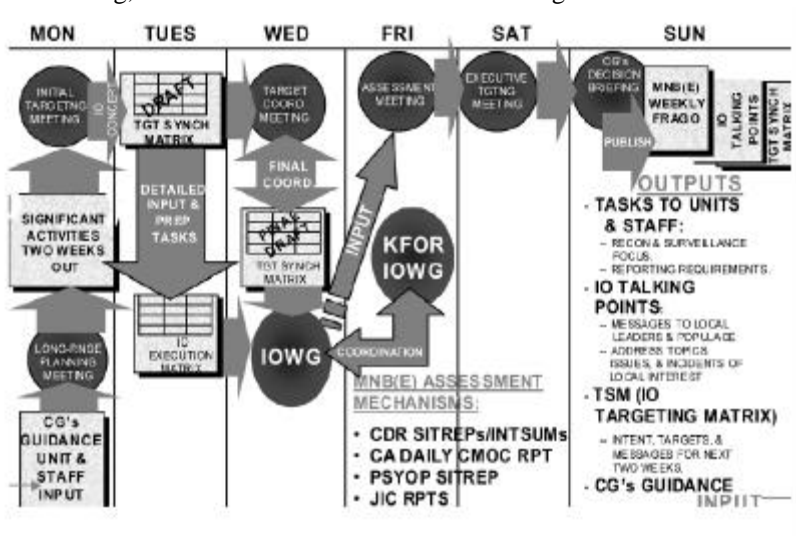 MON
TUES
WED
FRI
SAT
SUN
INITIAL
TARGETING
MEETING
IO
CONCEPT
DRAFT
TGT SYNCH
MATRIX
TARGET
COORD
MEETING
ASSESSMENT
MEETING
EXECUTIVE
TGTNG
MEETING
CG's
DECISION
BRIEFING
PUBLISH
MNB(E)
WEEKLY
FRAGO
IO
TALKING
POINTS
TGT SYNCH
MATRIX
SIGNIFICANT
ACTIVITIES
TWO WEEKS
OUT
DETAILED
INPUT &
PREP
TASKS
FINAL
COORD
FINAL
DRAFT
TGT SYNCH
MATRIX
INPUT
KFOR
IOWG
LONG-RNGE
PLANNING
MEETING
IO
EXECUTION
MATRIX
IOWG
COORDINATION
CG's
GUIDANCE
UNIT &
STAFF
INPUT
MNB(E) ASSESSMENT
MECHANISMS:
• CDR SITREPs/INTSUMs
• CA DAILY CMOC RPT
• PSYOP SITREP
• JIC RPTS
OUTPUTS
- TASKS TO UNITS
& STAFF:
– RECON & SURVEILLANCE
FOCUS.
– REPORTING REQUIREMENTS.
- IO TALKING
POINTS:
– MESSAGES TO LOCAL
LEADERS & POPULACE
– ADDRESS TOPICS
ISSUES, & INCIDENTS OF
LOCAL INTEREST
- TSM (IO
TARGETING MATRIX)
– INTENT, TARGETS, &
MESSAGES FOR NEXT
TWO WEEKS.
- CG's GUIDANCE
INPUT